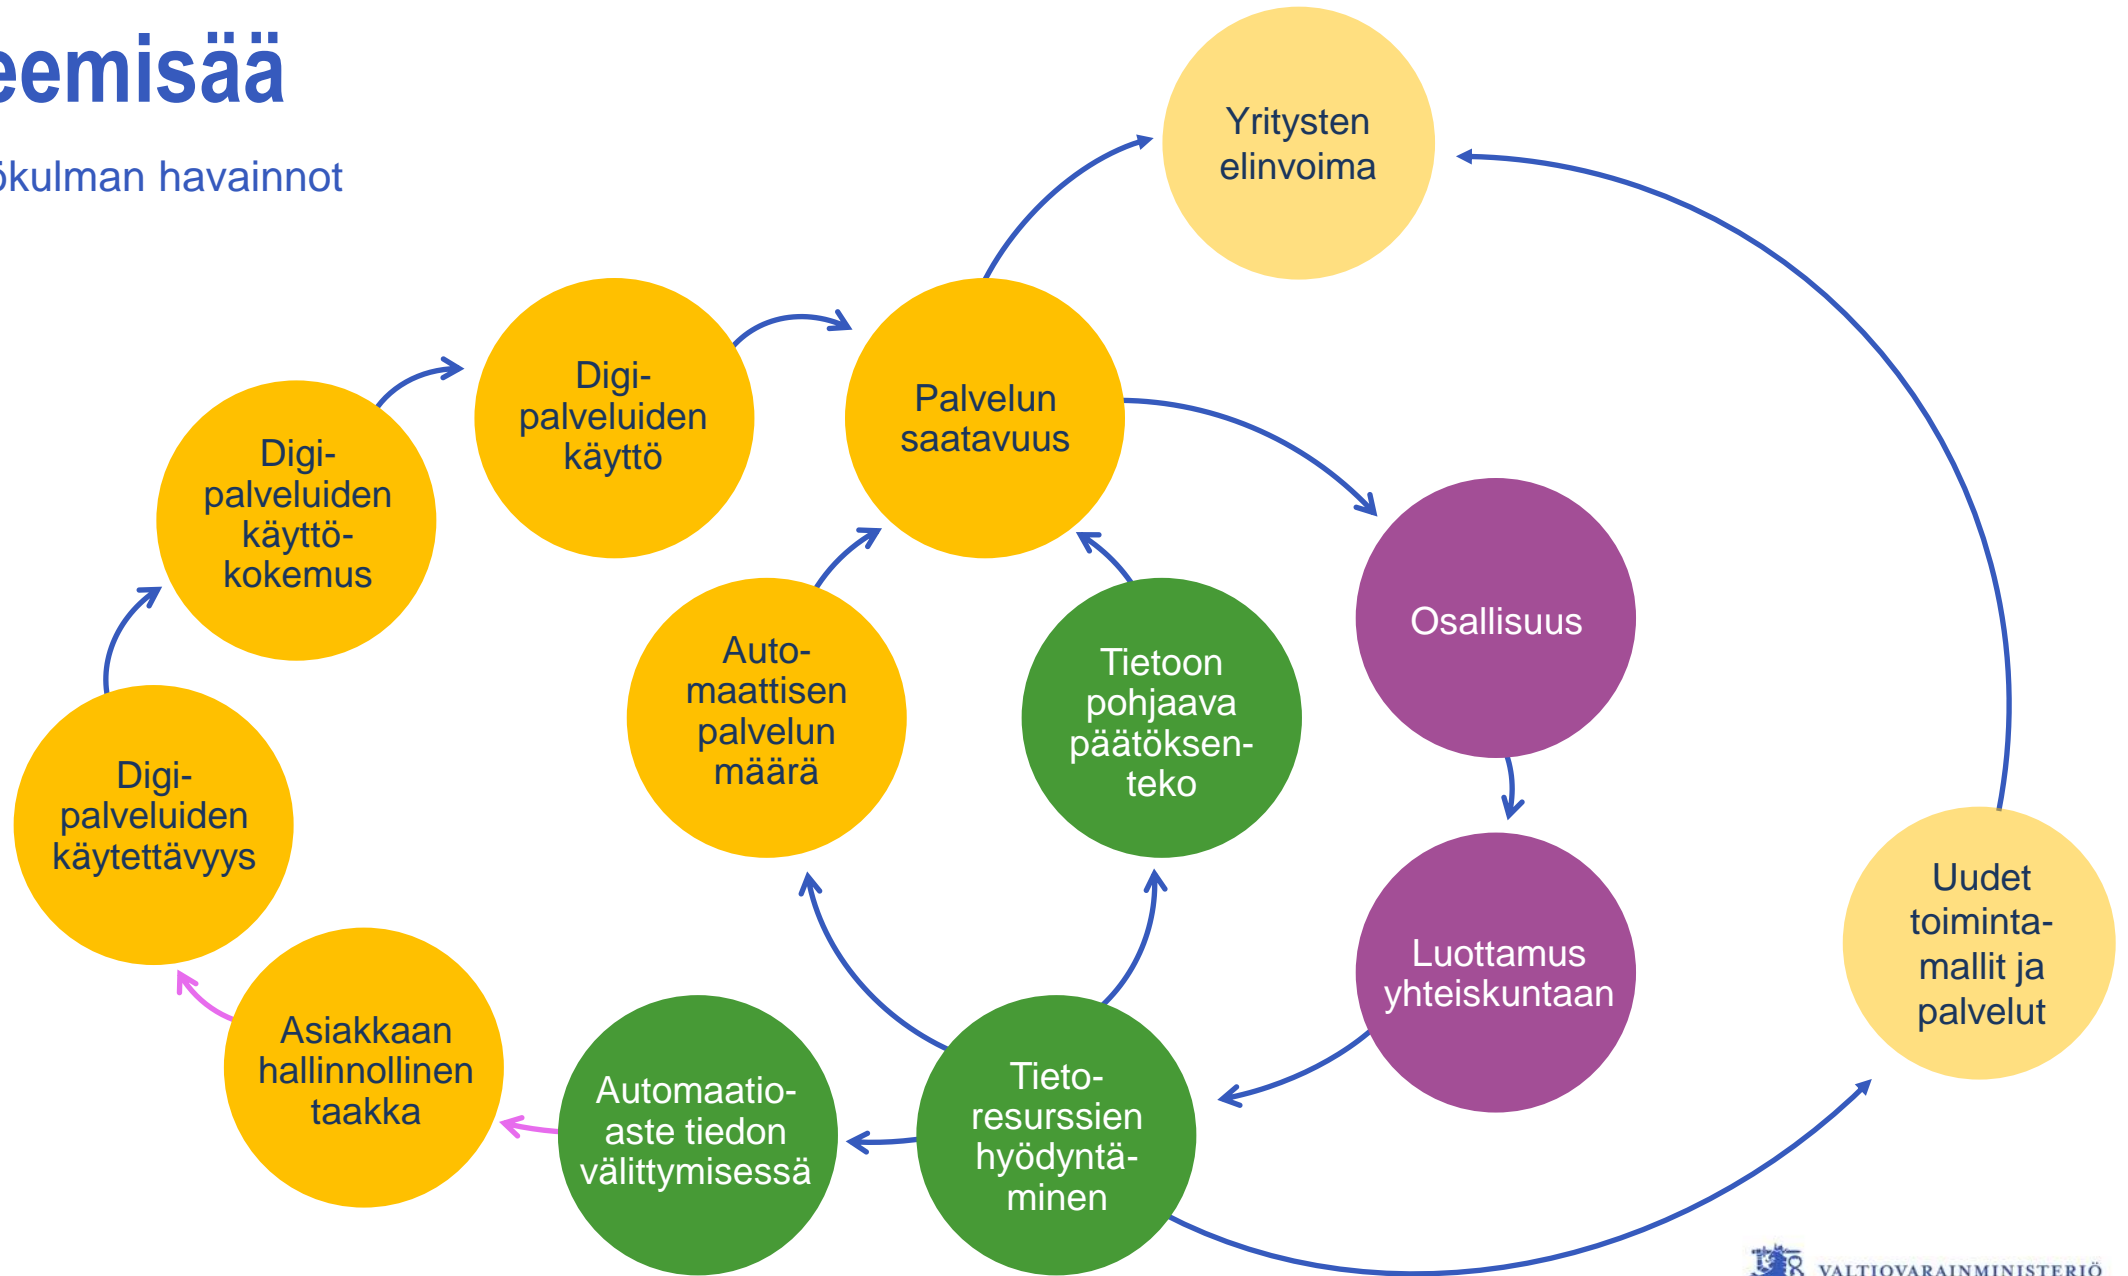 eemisää
ökulman havainnot
Yritysten
elinvoima
Digi-
palveluiden
käyttö
Palvelun
saatavuus
Digi-
palveluiden
käyttö-
kokemus
Osallisuus
Auto-
maattisen
palvelun
määrä
Tietoon
pohjaava
päätöksen-
teko
Digi-
palveluiden
käytettävyys
Uudet
toiminta-
mallit ja
palvelut
Luottamus
yhteiskuntaan
Asiakkaan
hallinnollinen
taakka
Automaatio-
aste tiedon
välittymisessä
Tieto-
resurssien
hyödyntä-
minen
VALTIOVARAINMINISTERIÖ